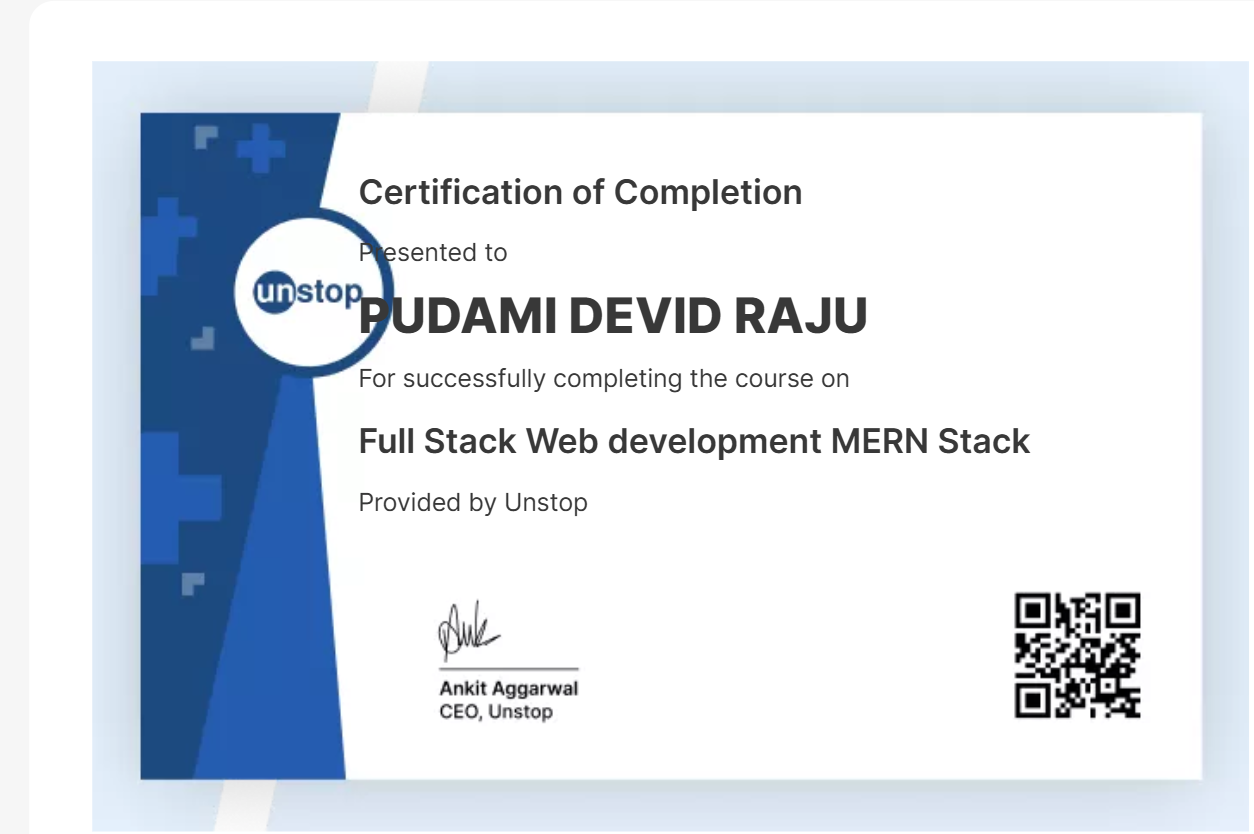 Certification of Completion
Presented to
unstop
PUDAMI DEVID RAJU
For successfully completing the course on
Full Stack Web development MERN Stack
Provided by Unstop
Ankit Aggarwal
CEO, Unstop